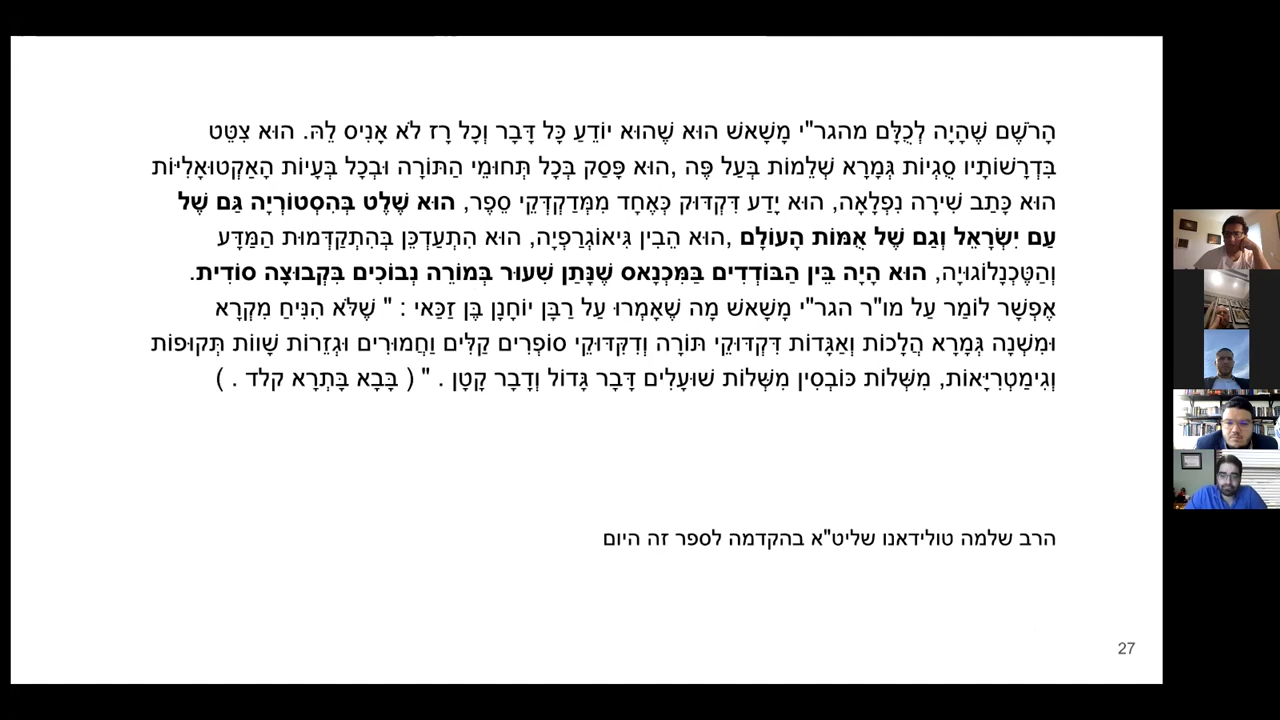 הָרֹשֶׁם שֶׁהָיָה לְכֻלָּם מהגר"י מָשָׁאשׁ הוּא שֶׁהוּא יוֹדֵעַ כָּל דָּבָר וְכָל רָז לֹא אָנִיס לֵהּ. הוּא צִטֵּט
בִּדְרָשׁוֹתָיו סֻגְיוֹת גְּמָרָא שְׁלֵמוֹת בְּעַל פֶּה ,הוּא פָּסַק בְּכָל תְּחוּמֵי הַתּוֹרָה וּבְכָל בְּעָיוֹת הָאַקְטוּאָלִיּוֹת
הוּא כָּתַב שִׁירָה נִפְלָאָה, הוּא יָדַע דִּקְדּוּק כְּאֶחָד מִמְּדַקְדְּקֵי סֵפֶר, הוּא שָׁלַט בְּהִסְטוֹרְיָה גַּם שֶׁל
עַם יִשְׂרָאֵל וְגַם שֶׁל אֻמּוֹת הָעוֹלָם ,הוּא הֵבִין גֵּיאוֹגְרַפְיָה, הוּא הִתְעַדְכֵּן בְּהִתְקַדְּמוּת הַמַּדָּע
וְהַטֶּכְנָלוֹגוּיָה, הוּא הָיָה בֵּין הַבּוֹדְדִים בַּמִּכְנָאס שֶׁנָּתַן שִׁעוּר בְּמוֹרֵה נְבוֹכִים בִּקְבוּצָה סוֹדִית.
אֶפְשָׁר לוֹמַר עַל מו"ר הגר"י מָשָׁאשׁ מָה שֶׁאָמְרוּ עַל רַבָּן יוֹחָנָן בֶּן זַכַּאי : " שֶׁלֹּא הִנִּיחַ מִקְרָא
וּמִשְׁנָה גְּמָרָא הֲלָכוֹת וְאַגָּדוֹת דִּקְדּוּקֵי תּוֹרָה וְדִקְדּוּקֵי סוֹפְרִים קַלִּים וַחֲמוּרִים וּגְזֵרוֹת שָׁווֹת תְּקוּפוֹת
וְגִימַטְרִיָּאוֹת, מִשְּׁלוֹת כּוֹבְסִין מִשְּׁלוֹת שׁוּעָלִים דָּבָר גָּדוֹל וְדָבָר קָטָן . " ( בָּבָא בָּתְרָא קלד . )
הרב שלמה טולידאנו שליט"א בהקדמה לספר זה היום
27